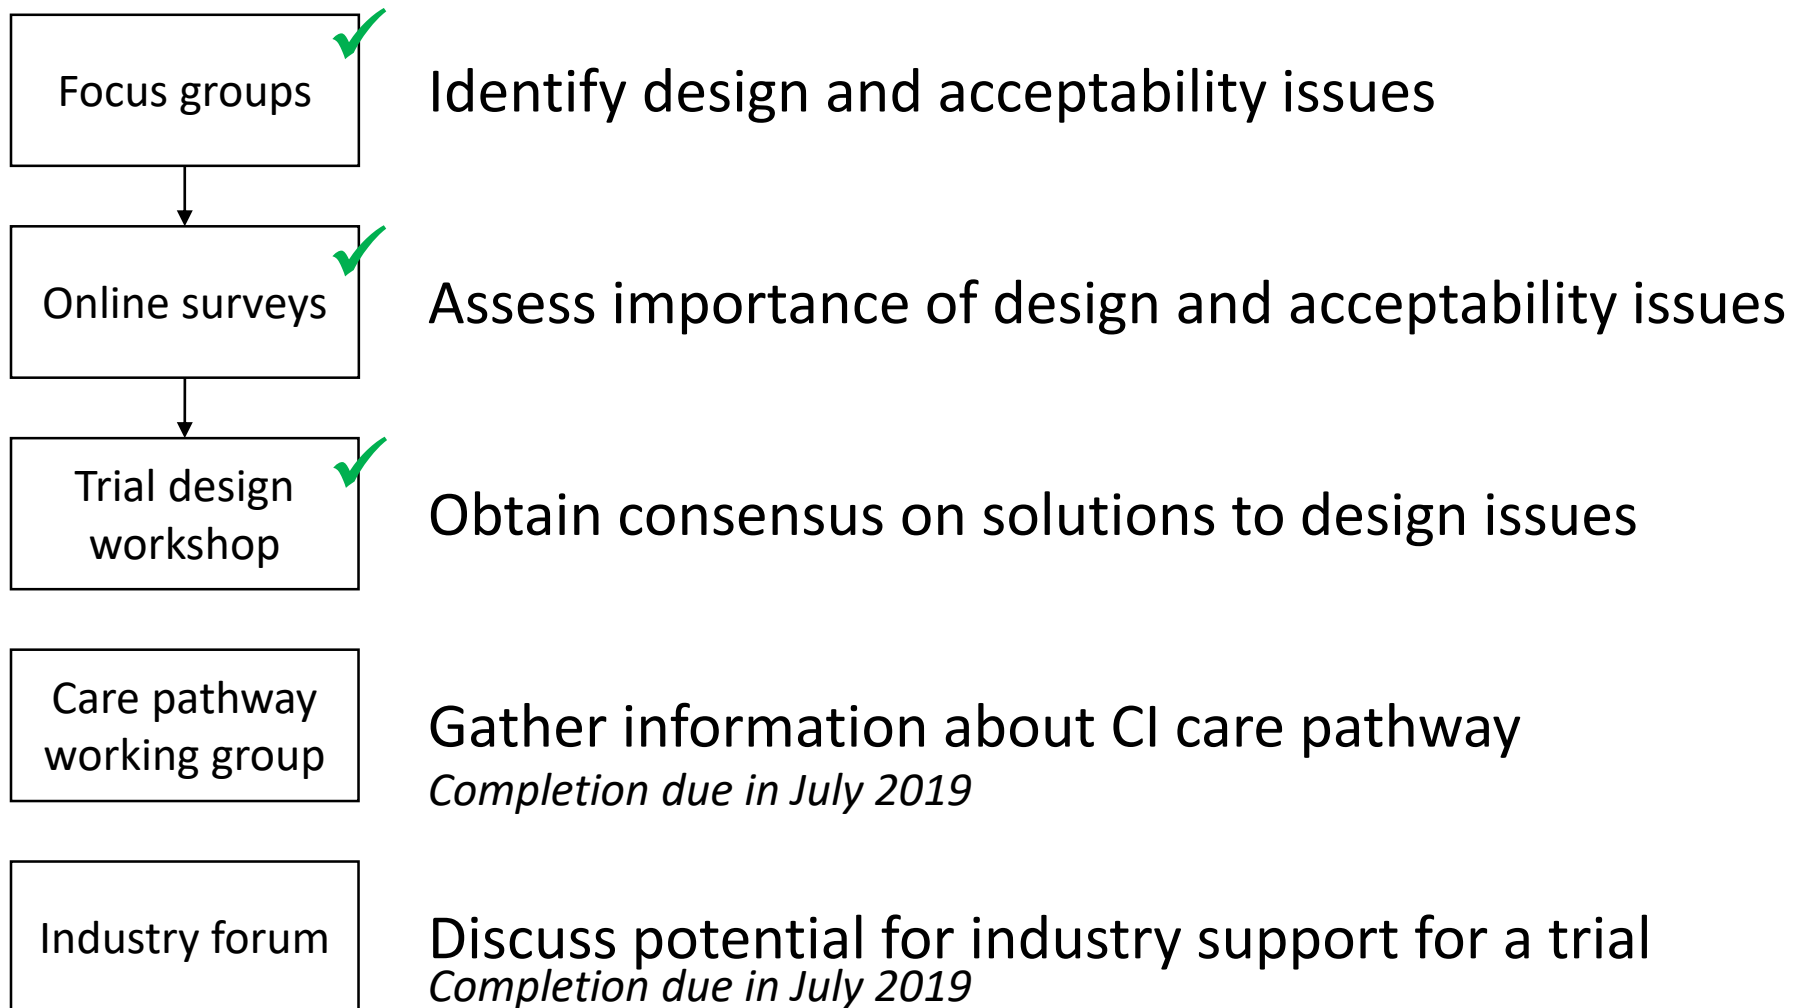 Focus groups
Identify design and acceptability issues
Online surveys
Assess importance of design and acceptability issues
Trial design
workshop
Obtain consensus on solutions to design issues
Care pathway
working group
Gather information about CI care pathway
Completion due in July 2019
Industry forum
Discuss potential for industry support for a trial
Completion due in July 2019